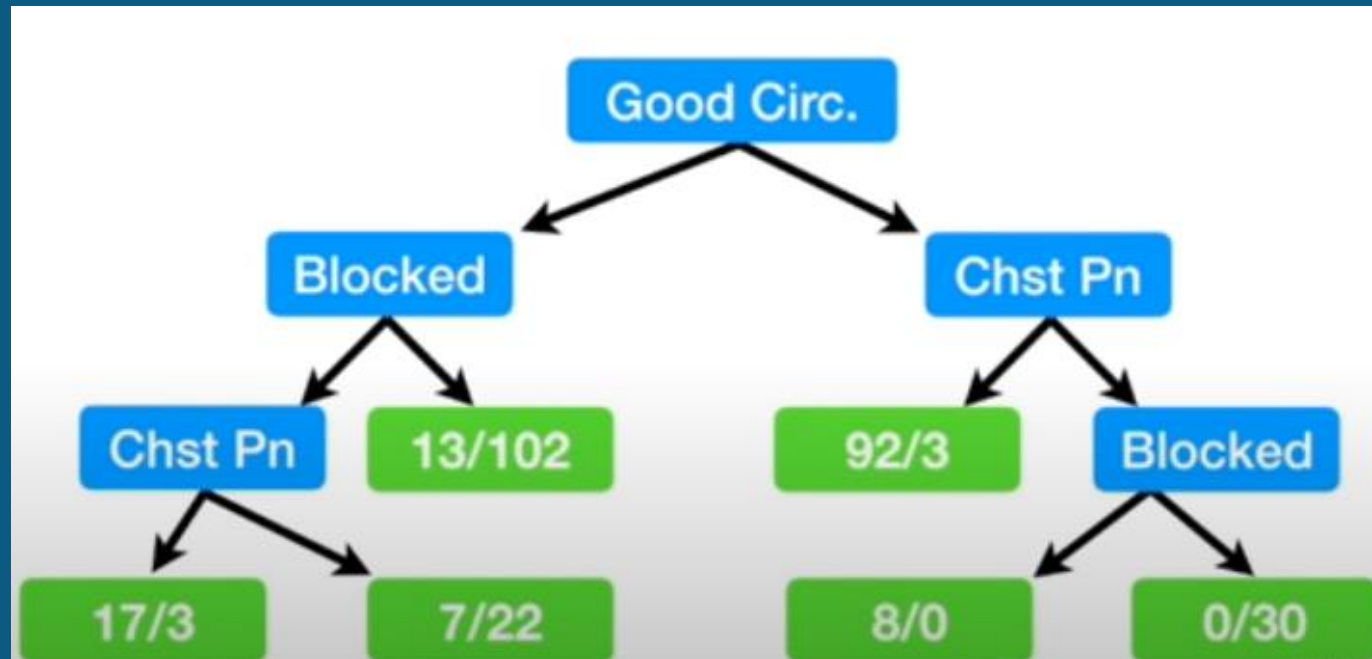 Good Circ.
Blocked
Chst Pn
Chst Pn
13/102
92/3
Blocked
17/3
7/22
8/0
0/30